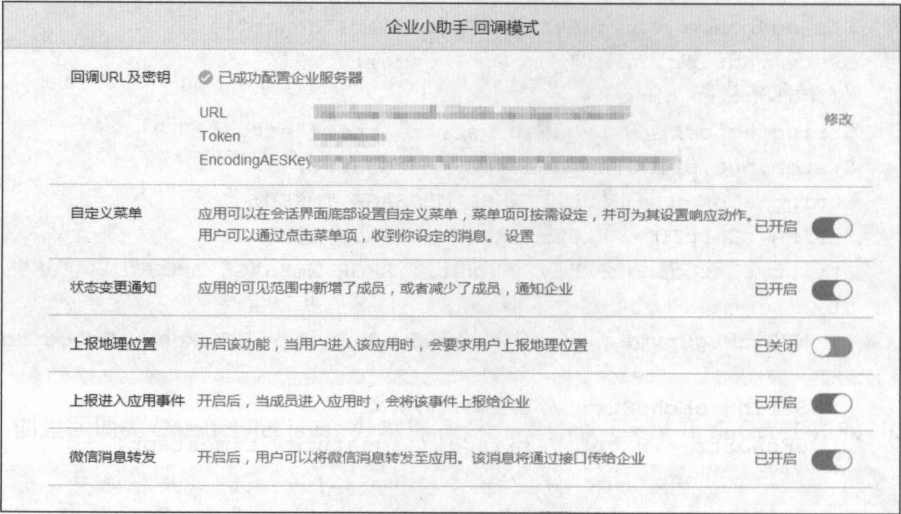 企业小助手-回调模式
回调URL及密钥 已成功配置企业服务器
URL
修改
Token
EncodingAESKey
自定义菜单 应用可以在会话界面底部设置自定义菜单，菜单项可按需设定，并可为其设置响应动作。 已开启
用户可以通过点击菜单项，收到你设定的消息。 设置
状态变更通知 应用的可见范围中新增了成员，或者减少了成员，通知企业 已开启
上报地理位置 开启该功能，当用户进入该应用时，会要求用户上报地理位置 已关闭
上报进入应用事件 开启后，当成员进入应用时，会将该事件上报给企业 已开启
微信消息转发 开启后，用户可以将微信消息转发至应用。该消息将通过接口传给企业 已开启